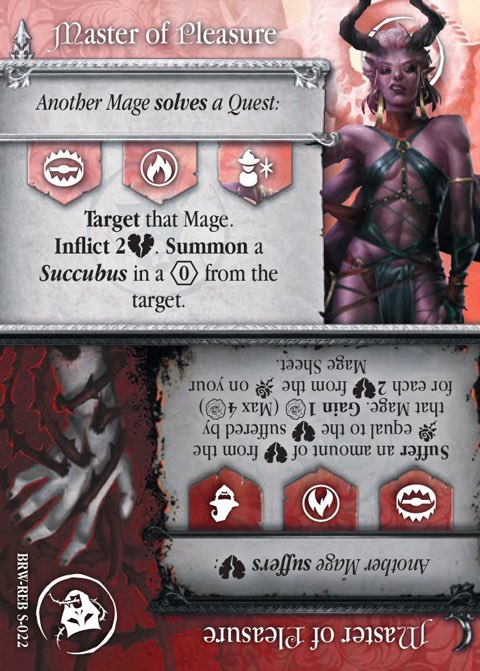 Master of Pleasure
Another Mage solves a Quest:
Target that Mage.
Inflict 2. Summon a
Succubus in a 0 from the
target.
Master of Pleasure
Another Mage suffers :
Suffer an amount of from the
equal to the suffered by
that Mage. Gain 1 (Max 4)
for each 2 from the on your
Mage Sheet.
BRW-REB S-022